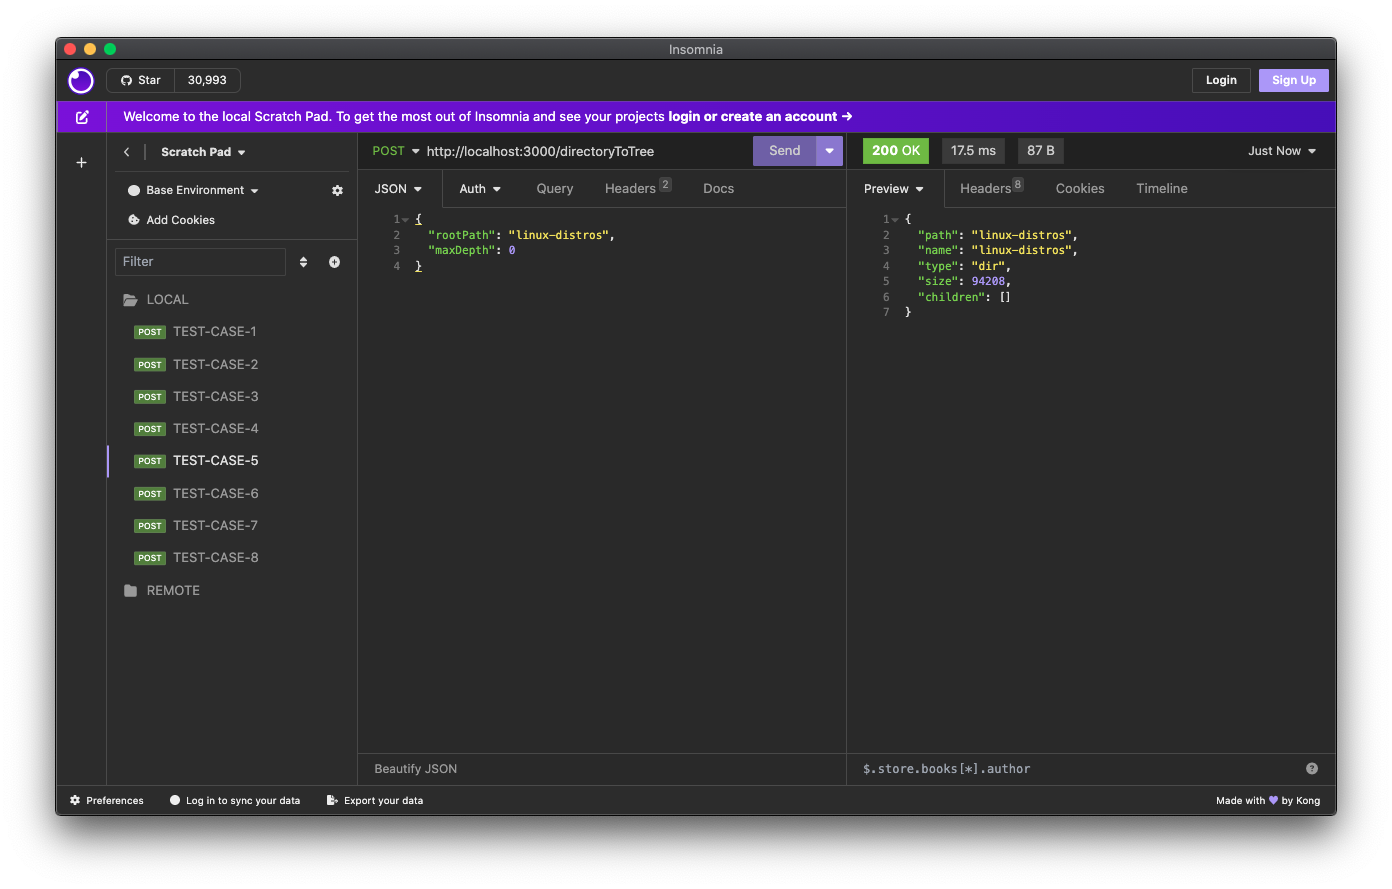 Insomnia
Star 30,993
Login Sign Up
Welcome to the local Scratch Pad. To get the most out of Insomnia and see your projects login or create an account →
Scratch Pad
Base Environment
Add Cookies
Filter
LOCAL
POST TEST-CASE-1
POST TEST-CASE-2
POST TEST-CASE-3
POST TEST-CASE-4
POST TEST-CASE-5
POST TEST-CASE-6
POST TEST-CASE-7
POST TEST-CASE-8
REMOTE
POST http://localhost:3000/directoryToTree Send
JSON Auth Query Headers 2 Docs
1 {
2 "rootPath": "linux-distros",
3 "maxDepth": 0
4 }
Beautify JSON
200 OK 17.5 ms 87 B Just Now
Preview Headers 8 Cookies Timeline
1 {
2 "path": "linux-distros",
3 "name": "linux-distros",
4 "type": "dir",
5 "size": 94208,
6 "children": []
7 }
$.store.books[*].author
Preferences Log in to sync your data Export your data
Made with 💜 by Kong